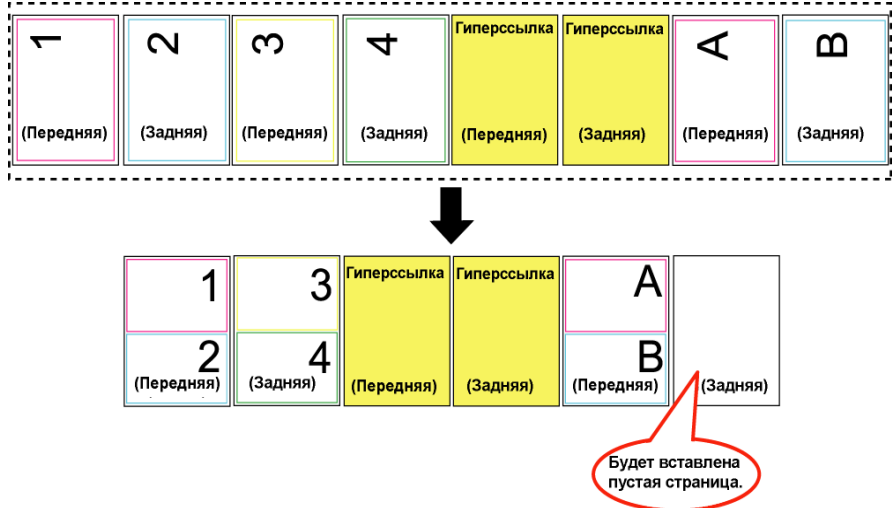 1
2
3
4
Гиперссылка
Гиперссылка
A
B
(Передняя)
(Задняя)
(Передняя)
(Задняя)
(Передняя)
(Задняя)
(Передняя)
(Задняя)
1
2
(Передняя)
3
4
(Задняя)
Гиперссылка
(Передняя)
Гиперссылка
(Задняя)
A
B
(Передняя)
(Задняя)
Будет вставлена
пустая страница.